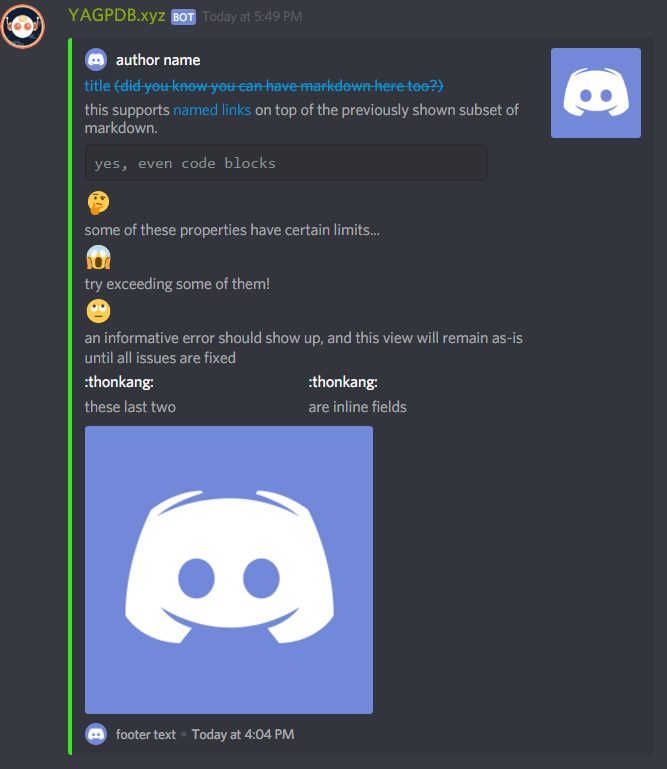 YAGPDB.xyz BOT Today at 5:49 PM
author name
title (did you know you can have markdown here too?)
this supports named links on top of the previously shown subset of
markdown.
yes, even code blocks
🤔
some of these properties have certain limits...
😱
try exceeding some of them!
🙄
an informative error should show up, and this view will remain as-is
until all issues are fixed
:thonkang: :thonkang:
these last two are inline fields
footer text • Today at 4:04 PM